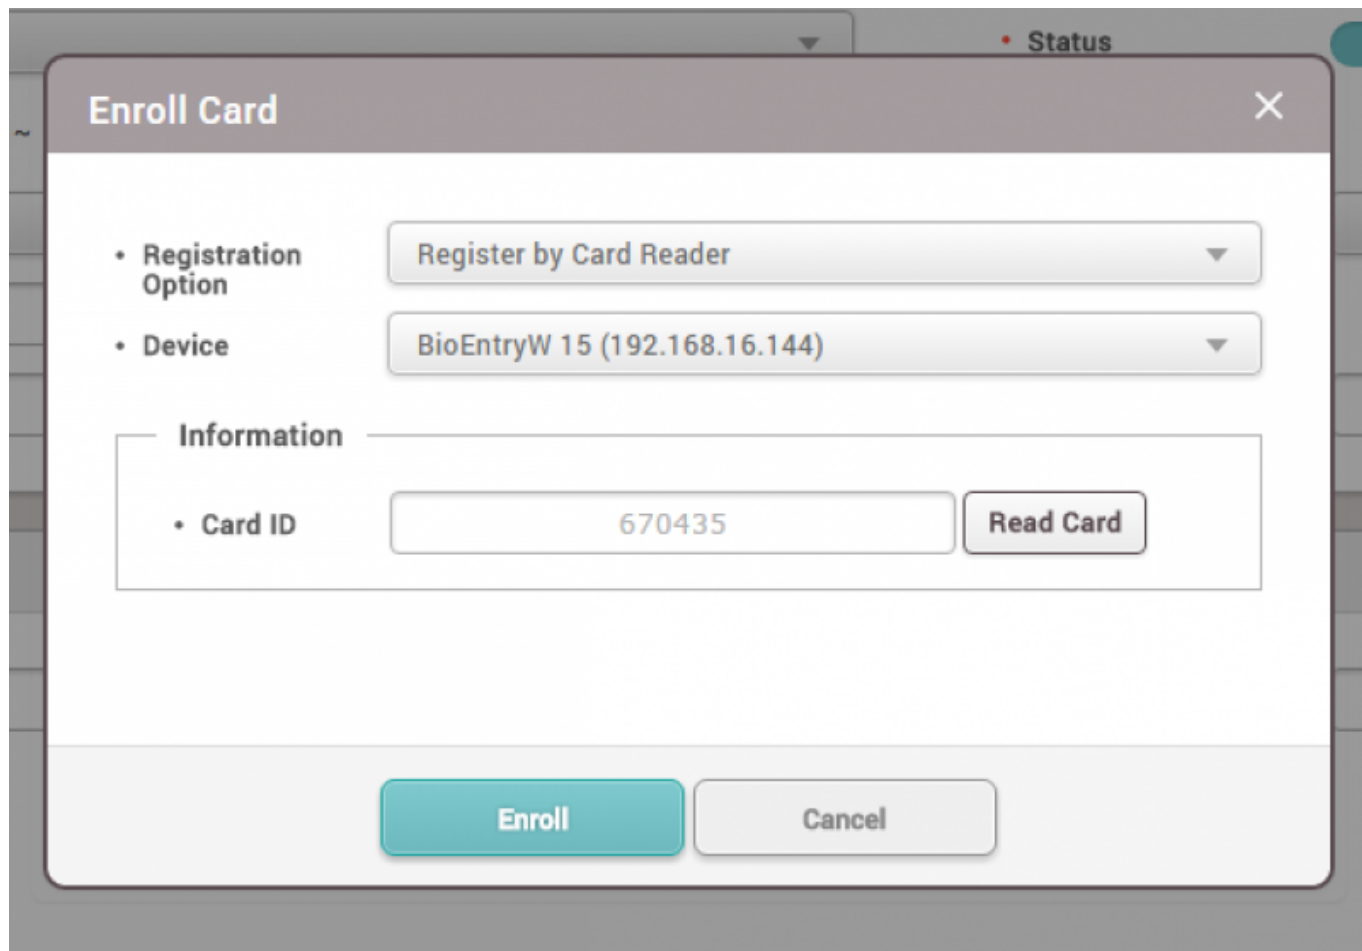 • Status
~
Enroll Card
• Registration
Option
Register by Card Reader
• Device
BioEntryW 15 (192.168.16.144)
Information
• Card ID
670435
Read Card
Enroll
Cancel